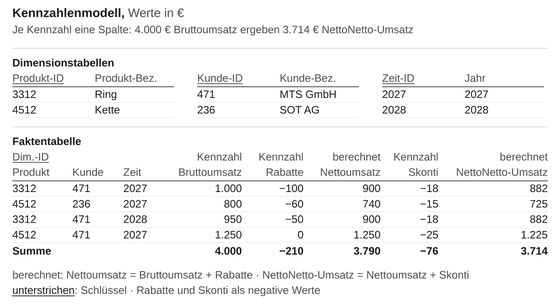 Kennzahlenmodell, Werte in €
Je Kennzahl eine Spalte: 4.000 € Bruttoumsatz ergeben 3.714 € NettoNetto-Umsatz
Dimensionstabellen
Produkt-ID Produkt-Bez. Kunde-ID Kunde-Bez. Zeit-ID Jahr
3312 Ring 471 MTS GmbH 2027 2027
4512 Kette 236 SOT AG 2028 2028
Faktentabelle
Dim.-ID Kennzahl Kennzahl berechnet Kennzahl berechnet
Produkt Kunde Zeit Bruttoumsatz Rabatte Nettoumsatz Skonti NettoNetto-Umsatz
3312 471 2027 1.000 −100 900 −18 882
4512 236 2027 800 −60 740 −15 725
3312 471 2028 950 −50 900 −18 882
4512 471 2027 1.250 0 1.250 −25 1.225
Summe 4.000 −210 3.790 −76 3.714
berechnet: Nettoumsatz = Bruttoumsatz + Rabatte · NettoNetto-Umsatz = Nettoumsatz + Skonti
unterstrichen: Schlüssel · Rabatte und Skonti als negative Werte